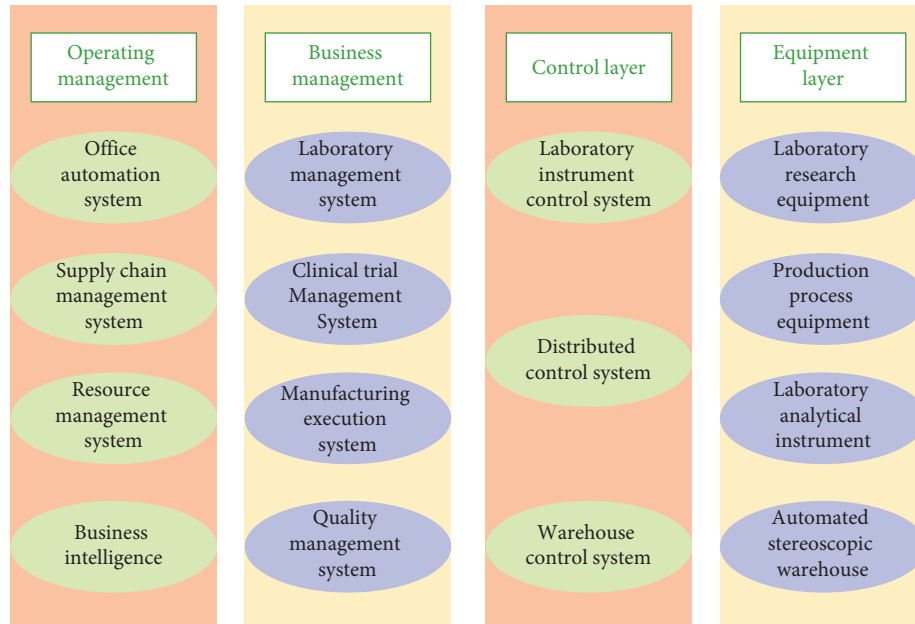 Operating
management
Office
automation
system
Supply chain
management
system
Resource
management
system
Business
intelligence
Business
management
Laboratory
management
system
Clinical trial
Management
System
Manufacturing
execution
system
Quality
management
system
Control layer
Laboratory
instrument
control system
Distributed
control system
Warehouse
control system
Equipment
layer
Laboratory
research
equipment
Production
process
equipment
Laboratory
analytical
instrument
Automated
stereoscopic
warehouse